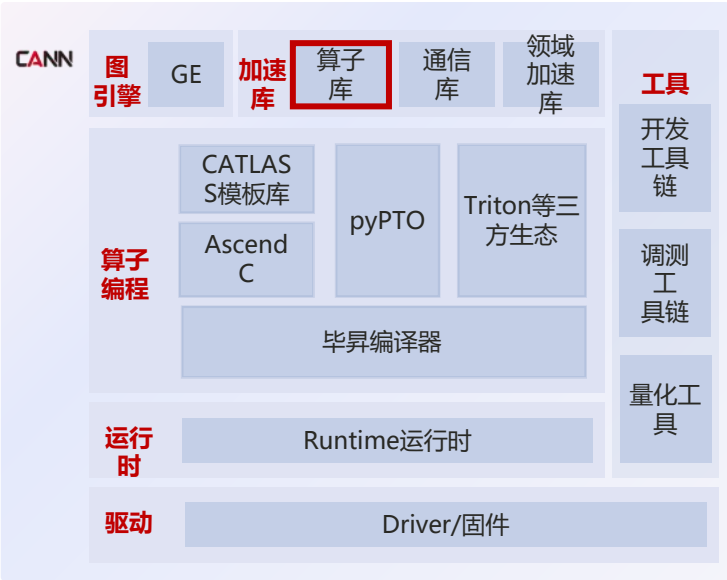 CANN
图
引擎
GE
加速
库
算子
库
通信
库
领域
加速
库
工具
开发
工具
链
调测
工
具链
量化工
具
算子
编程
CATLAS
S模板库
Ascend
C
pyPTO
Triton等三
方生态
毕昇编译器
运行
时
Runtime运行时
驱动
Driver/固件